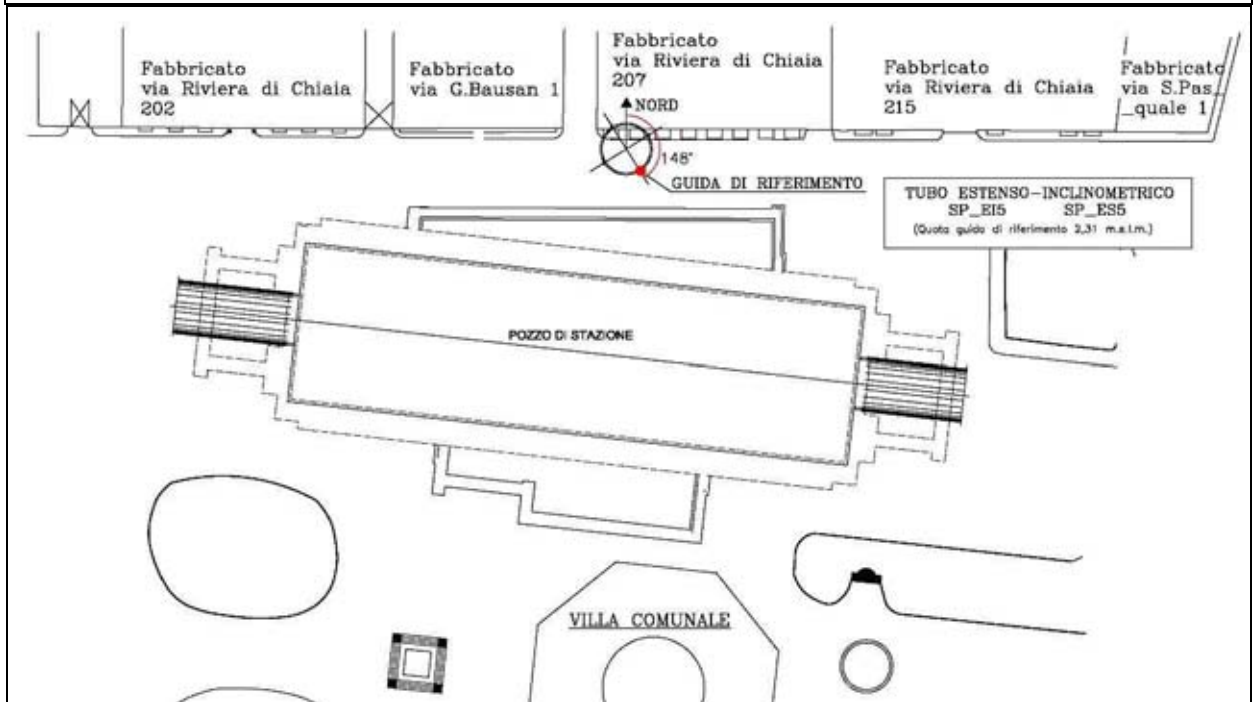 Fabbricato
via Riviera di Chiaia
202
Fabbricato
via G.Bausan 1
Fabbricato
via Riviera di Chiaia
207
Fabbricato
via Riviera di Chiaia
215
Fabbricato
via S.Pas_
_quale 1
NORD
148°
GUIDA DI RIFERIMENTO
TUBO ESTENSO-INCLINOMETRICO
SP_EI5 SP_ES5
(Quota guida di riferimento 2,31 m.s.l.m.)
POZZO DI STAZIONE
VILLA COMUNALE